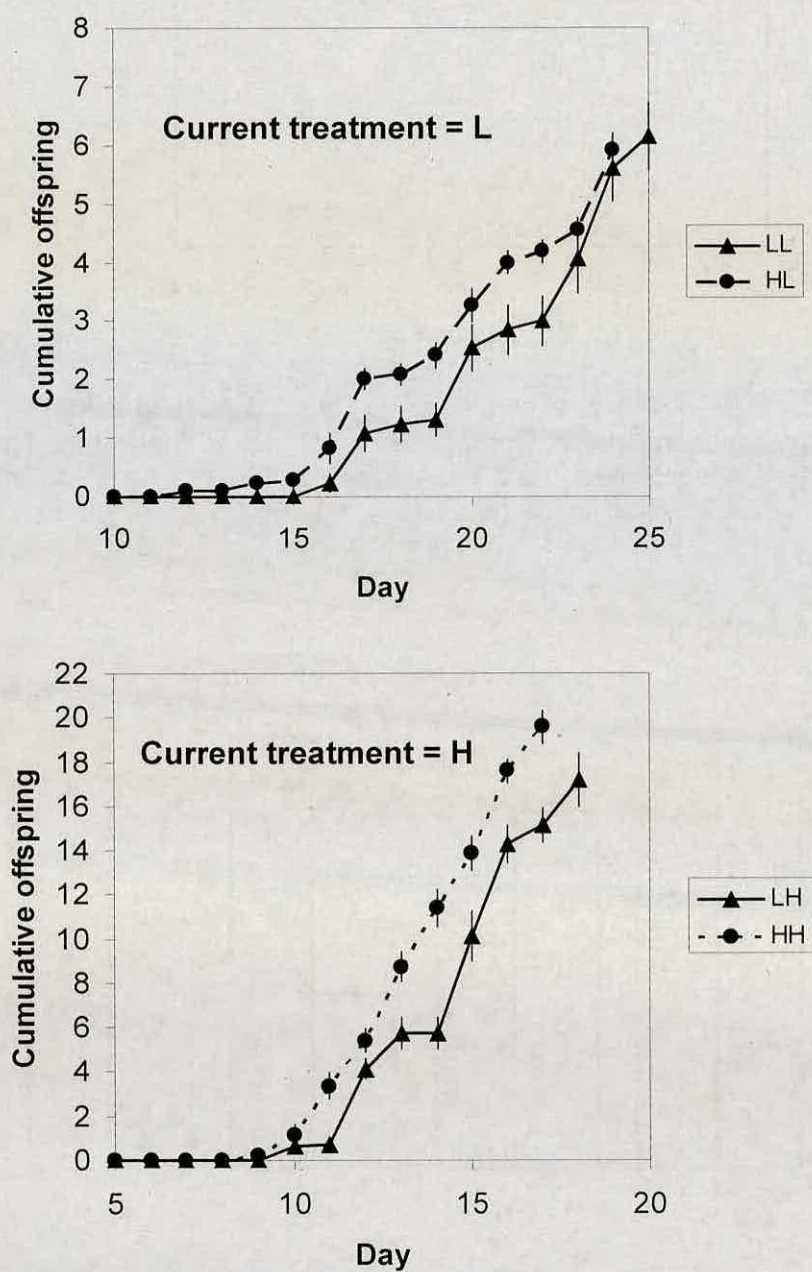 8
7
6
5
4
3
2
1
0
Cumulative offspring
Current treatment = L
LL
HL
10 15 20 25
Day
22
20
18
16
14
12
10
8
6
4
2
0
Cumulative offspring
Current treatment = H
LH
HH
5 10 15 20
Day